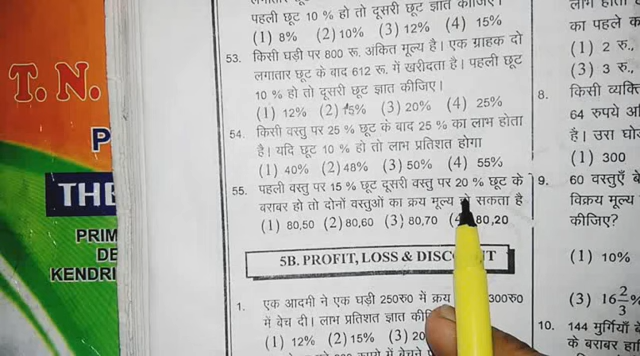 T. N.
P
THE
PRIM
DE
KENDRI
पहली छूट 10 % हो तो दूसरी छूट ज्ञात कीजिए।
(1) 8% (2) 10% (3) 12% (4) 15%
53. किसी घड़ी पर 800 रू. अंकित मूल्य है। एक ग्राहक दो
लगातार छूट के बाद 612 रू. में खरीदता है। पहली छूट
10 % हो तो दूसरी छूट ज्ञात कीजिए।
(1) 12% (2) 15% (3) 20% (4) 25%
54. किसी वस्तु पर 25 % छूट के बाद 25 % का लाभ होता
है। यदि छूट 10 % हो तो लाभ प्रतिशत होगा
(1) 40% (2) 48% (3) 50% (4) 55%
55. पहली वस्तु पर 15 % छूट दूसरी वस्तु पर 20 % छूट के
बराबर हो तो दोनों वस्तुओं का क्रय मूल्य सकता है
(1) 80,50 (2) 80,60 (3) 80,70 (4) 80,20
5B. PROFIT, LOSS &
1. एक आदमी ने एक घड़ी 250रु0 में क्रय 300रु0
में बेच दी। लाभ प्रतिशत ज्ञात
(1) 12% (2) 15% (3) 20
का पहले
(1) 2 रु.,
(3) 3 रु.,
8. किसी
64 रुपये
है। उस
(1) 300
9. 60 वस्तुएँ
विक्रय मूल्य
कीजिए?
(1) 10%
(3) 16 2/3 %
10. 144 मुर्गियाँ
के बराबर